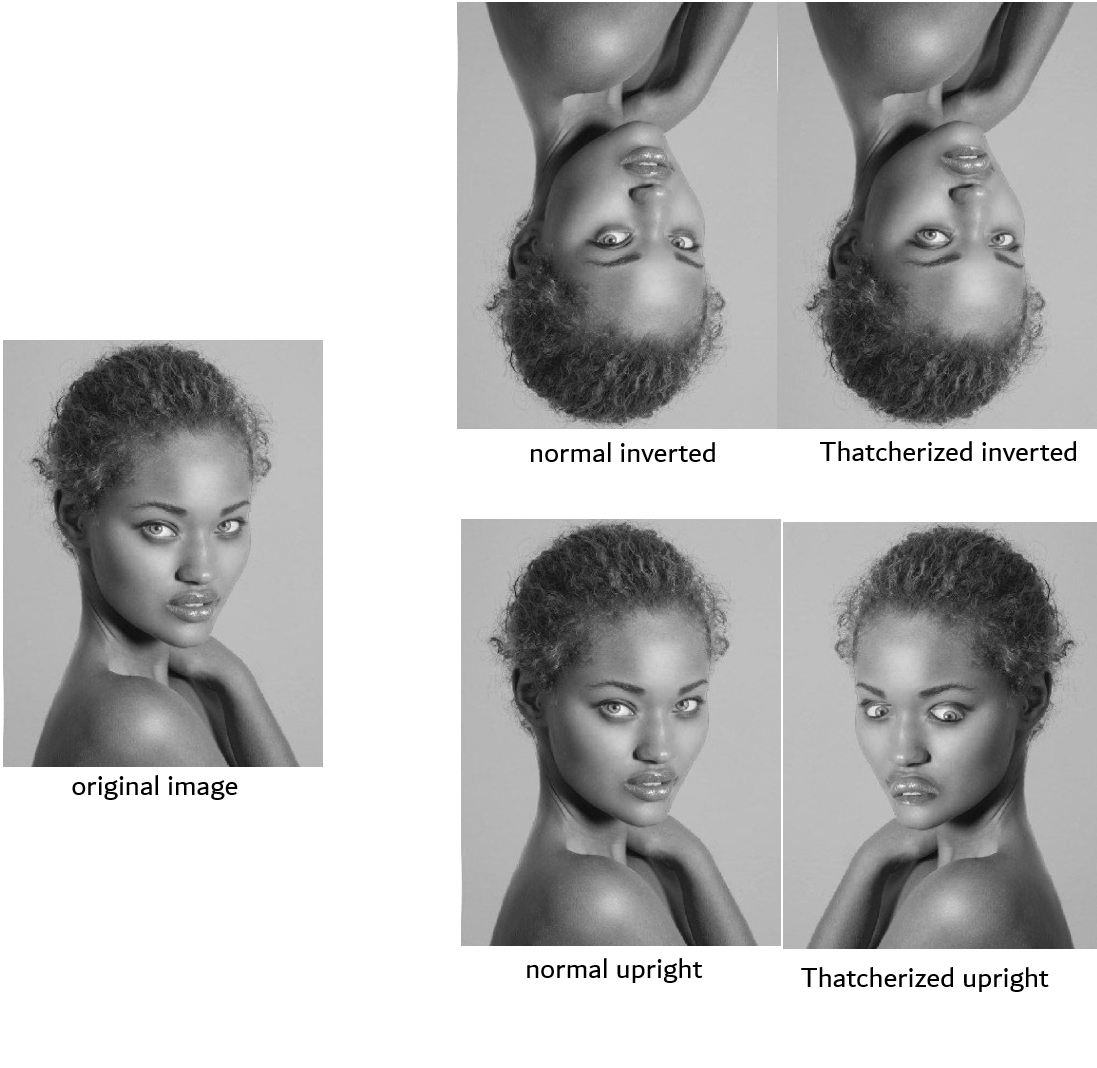 normal inverted
Thatcherized inverted
original image
normal upright
Thatcherized upright